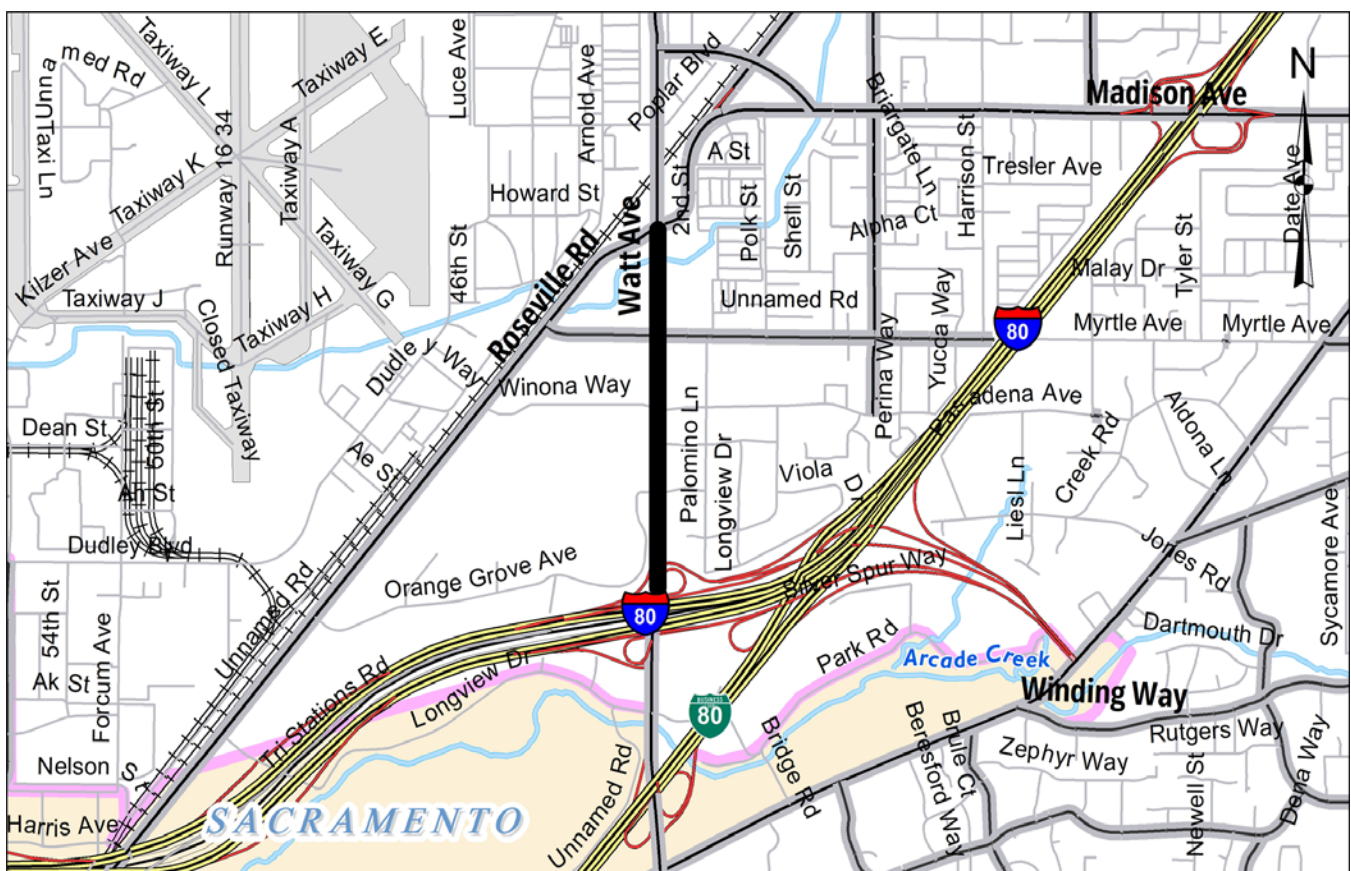 Taxiway L
Taxiway E
Luce Ave
Arnold Ave
Poplar Blvd
N
med Rd
Unu
Taxi Ln
Runway 16 34
Taxiway A
Briargate Ln
Madison Ave
Taxiway K
A St
Harrison St
Tresler Ave
Date Ave
Howard St
2nd St
Polk St
Shell St
Alpha Ct
Tyler St
Kilzer Ave
Taxiway G
46th St
Roseville Rd
Watt Ave
Malay Dr
Taxiway J
Closed Taxiway
Taxiway H
Unnamed Rd
80
Myrtle Ave
Myrtle Ave
Dudley Way
Winona Way
Perina Way
Yucca Way
Pasadena Ave
Dean St
50th St
Palomino Ln
Longview Dr
Viola Dr
Creek Rd
Aldona Ln
An St
Ae St
Liesl Ln
Sycamore Ave
Dudley Blvd
Orange Grove Ave
Silver Spur Way
Jones Rd
54th St
Forcum Ave
Unnamed Rd
80
Park Rd
Arcade Creek
Dartmouth Dr
Ak St
Tri Stations Rd
Longview Dr
BUSINESS
80
Winding Way
Nelson St
Unnamed Rd
Bridge Rd
Beresford Way
Brule Ct
Zephyr Way
Rutgers Way
Newell St
Dena Way
Harris Ave
SACRAMENTO